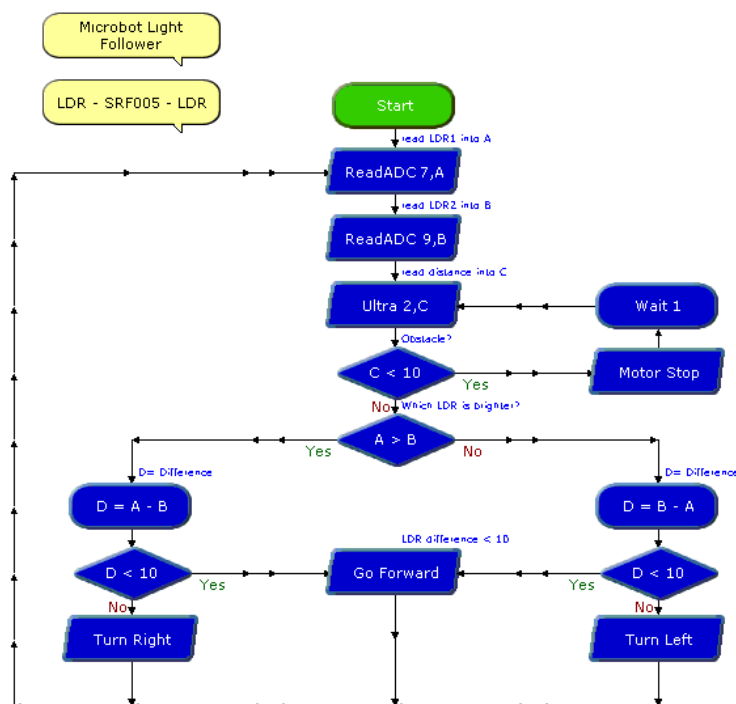 Microbot Light
Follower
LDR - SRF005 - LDR
Start
read LDR1 into A
ReadADC 7,A
read LDR2 into B
ReadADC 9,B
read distance into C
Ultra 2,C
Wait 1
Obstacle?
C < 10
Yes
Motor Stop
No
Which LDR is brighter?
A > B
Yes
No
D= Difference
D= Difference
D = A - B
D = B - A
LDR difference < 10
D < 10
Yes
Go Forward
Yes
D < 10
No
No
Turn Right
Turn Left